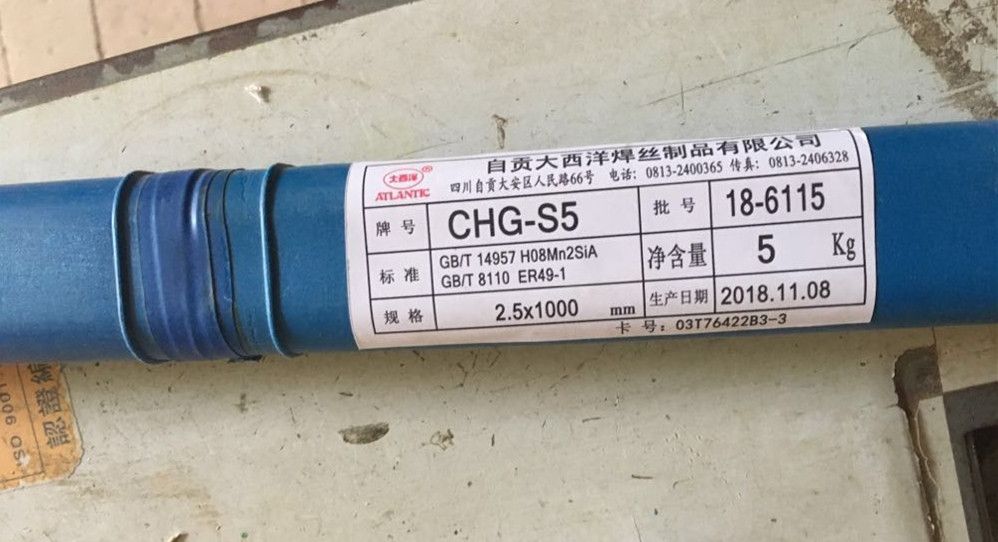 大西洋®
ATLANTIC
自贡大西洋焊丝制品有限公司
四川自贡大安区人民路66号 电话: 0813-2400365 传真: 0813-2406328
牌号 CHG-S5 批号 18-6115
标准 GB/T 14957 H08Mn2SiA
GB/T 8110 ER49-1
净含量 5 Kg
规格 2.5x1000 mm 生产日期 2018.11.08
卡号: 03T76422B3-3
ISO 9001
認證